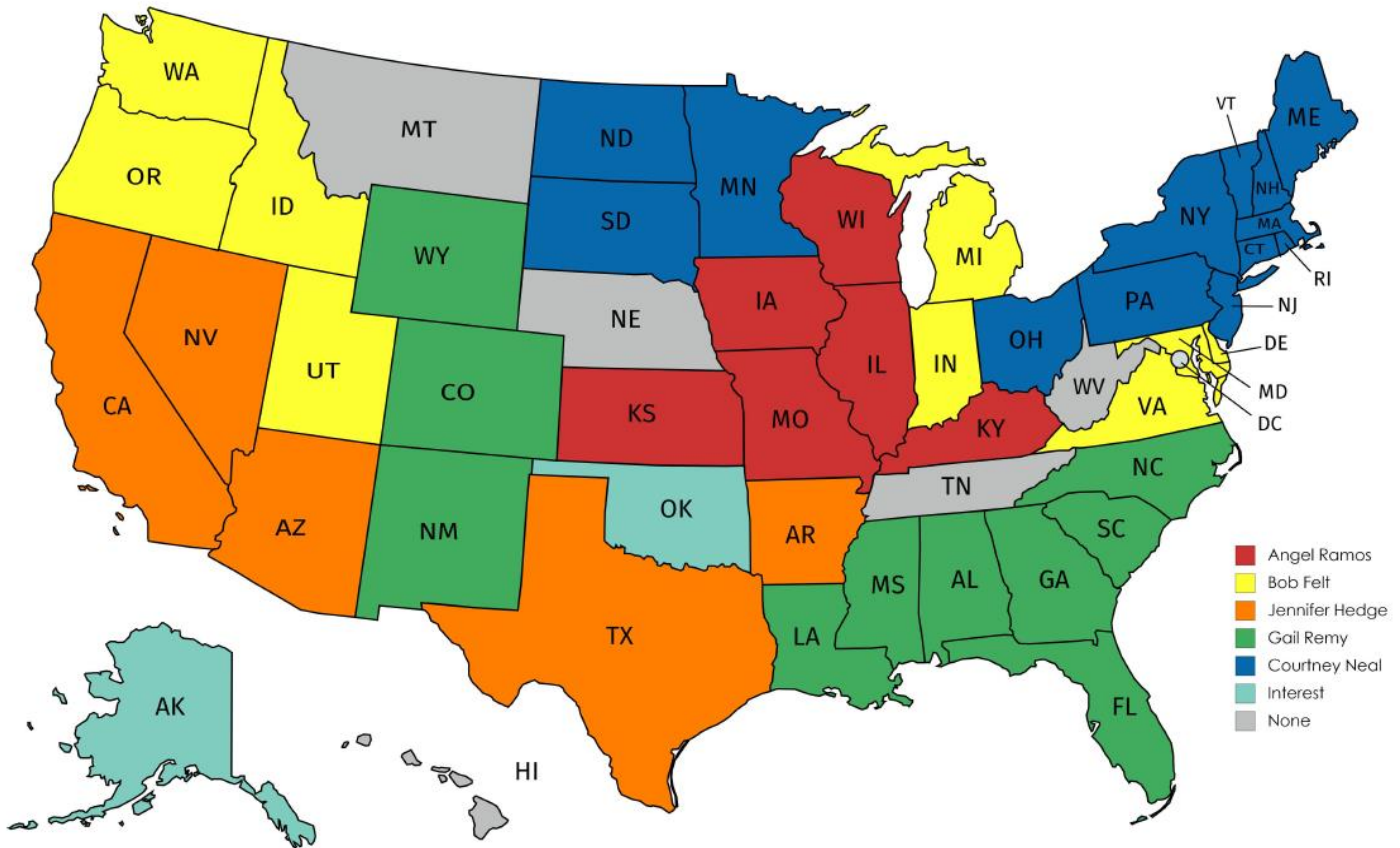 WA
MT
ND
MN
VT
ME
OR
ID
SD
WI
NY
NH
MA
CT
RI
WY
MI
NJ
IA
PA
NE
NV
UT
CO
IL
IN
OH
DE
MD
DC
WV
VA
CA
KS
MO
KY
NC
TN
OK
AZ
NM
AR
SC
MS
AL
GA
TX
LA
FL
AK
HI
Angel Ramos
Bob Felt
Jennifer Hedge
Gail Remy
Courtney Neal
Interest
None